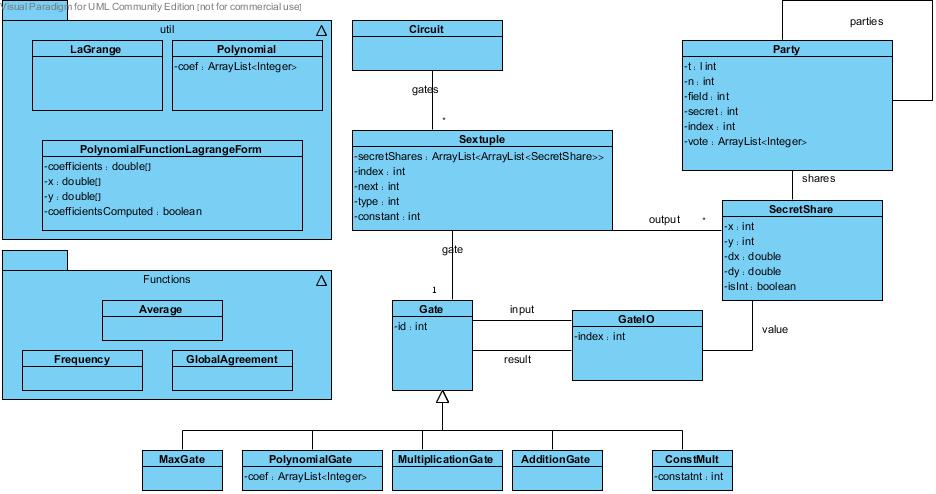 Visual Paradigm for UML Community Edition [not for commercial use]
util
LaGrange
Polynomial
-coef : ArrayList<Integer>
PolynomialFunctionLagrangeForm
-coefficients : double[]
-x : double[]
-y : double[]
-coefficientsComputed : boolean
Functions
Average
Frequency
GlobalAgreement
Circuit
gates
*
Sextuple
-secretShares : ArrayList<ArrayList<SecretShare>>
-index : int
-next : int
-type : int
-constant : int
output
*
gate
1
Gate
-id : int
input
result
GateIO
-index : int
value
parties
Party
-t : l int
-n : int
-field : int
-secret : int
-index : int
-vote : ArrayList<Integer>
shares
SecretShare
-x : int
-y : int
-dx : double
-dy : double
-isInt : boolean
MaxGate
PolynomialGate
-coef : ArrayList<Integer>
MultiplicationGate
AdditionGate
ConstMult
-constatnt : int